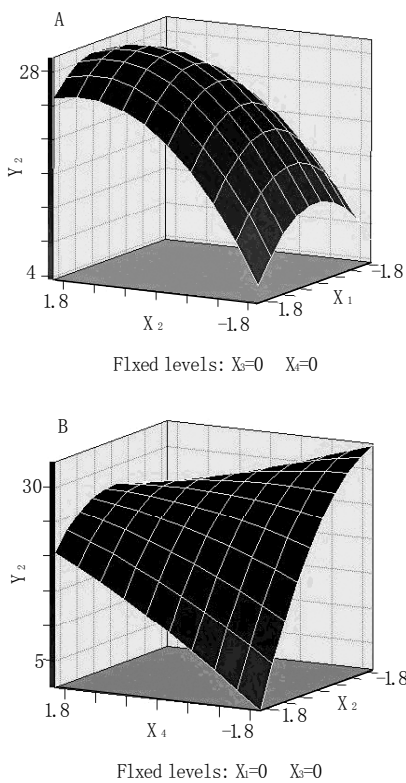 A
28
Y₂
4
1.8
X₂
-1.8
1.8
X₁
-1.8
Flxed levels: X₃=0 X₄=0
B
30
Y₂
5
1.8
X₄
-1.8
1.8
X₂
-1.8
Flxed levels: X₁=0 X₃=0